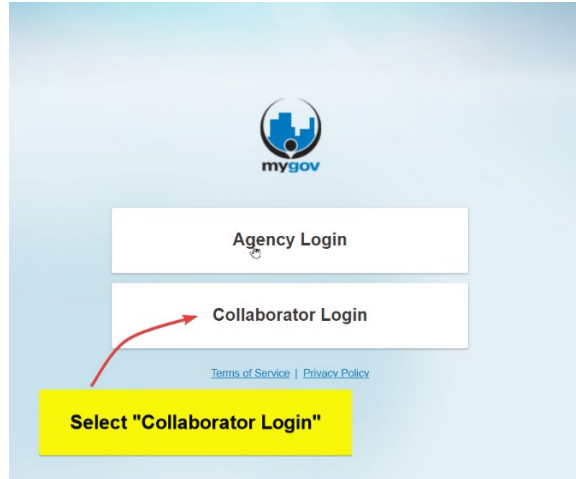 mygov
Agency Login
Collaborator Login
Terms of Service | Privacy Policy
Select "Collaborator Login"